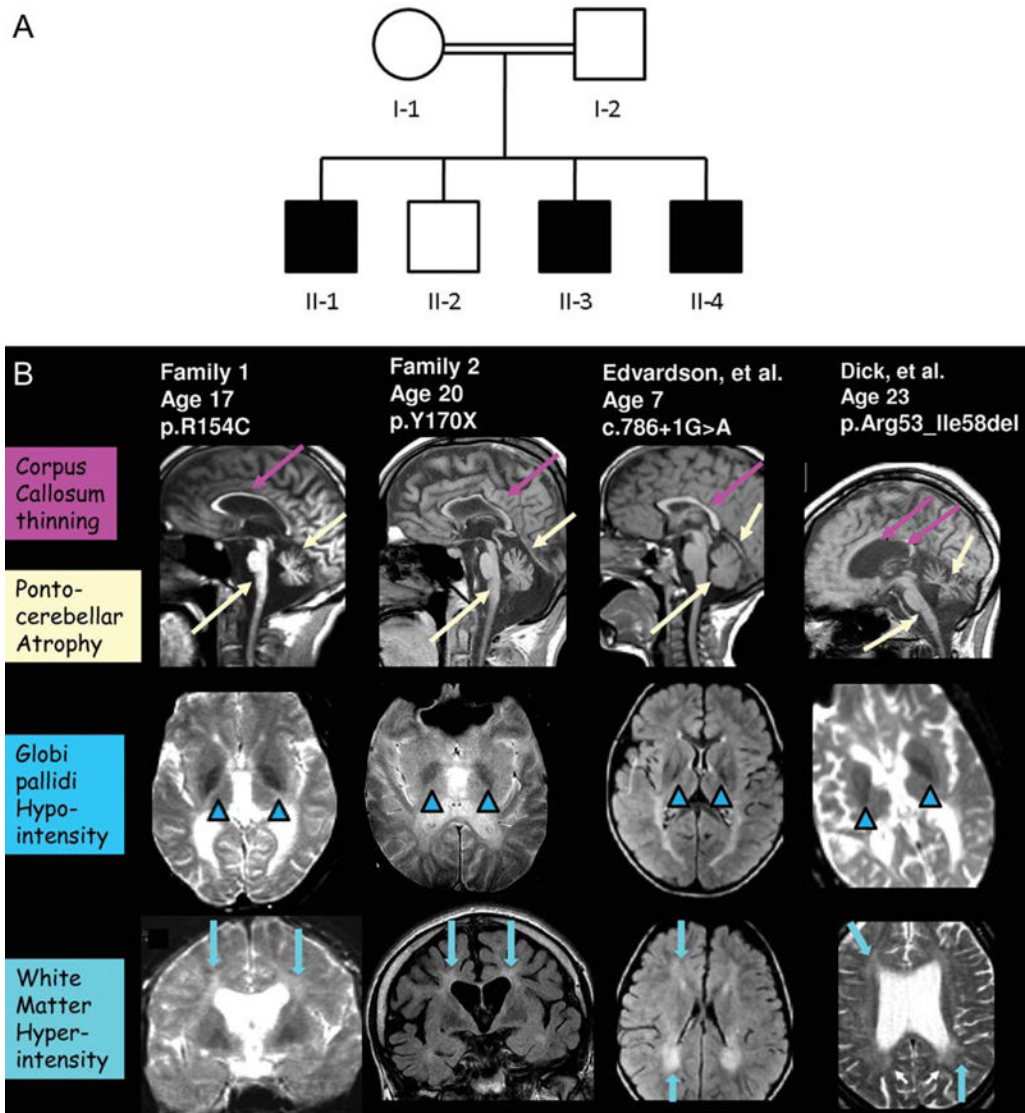 A
I-1
I-2
II-1
II-2
II-3
II-4
B
Family 1
Age 17
p.R154C
Family 2
Age 20
p.Y170X
Edvardson, et al.
Age 7
c.786+1G>A
Dick, et al.
Age 23
p.Arg53_Ile58del
Corpus
Callosum
thinning
Ponto-
cerebellar
Atrophy
Globi
pallidi
Hypo-
intensity
White
Matter
Hyper-
intensity